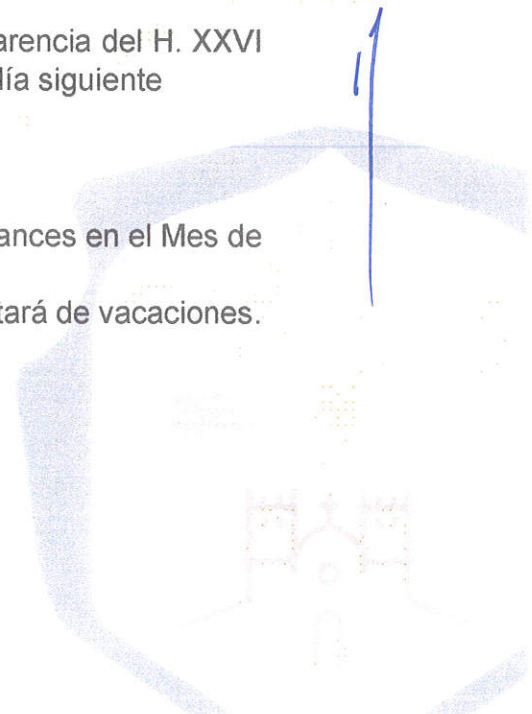 arencia del H. XXVI
día siguiente
ances en el Mes de
tará de vacaciones.